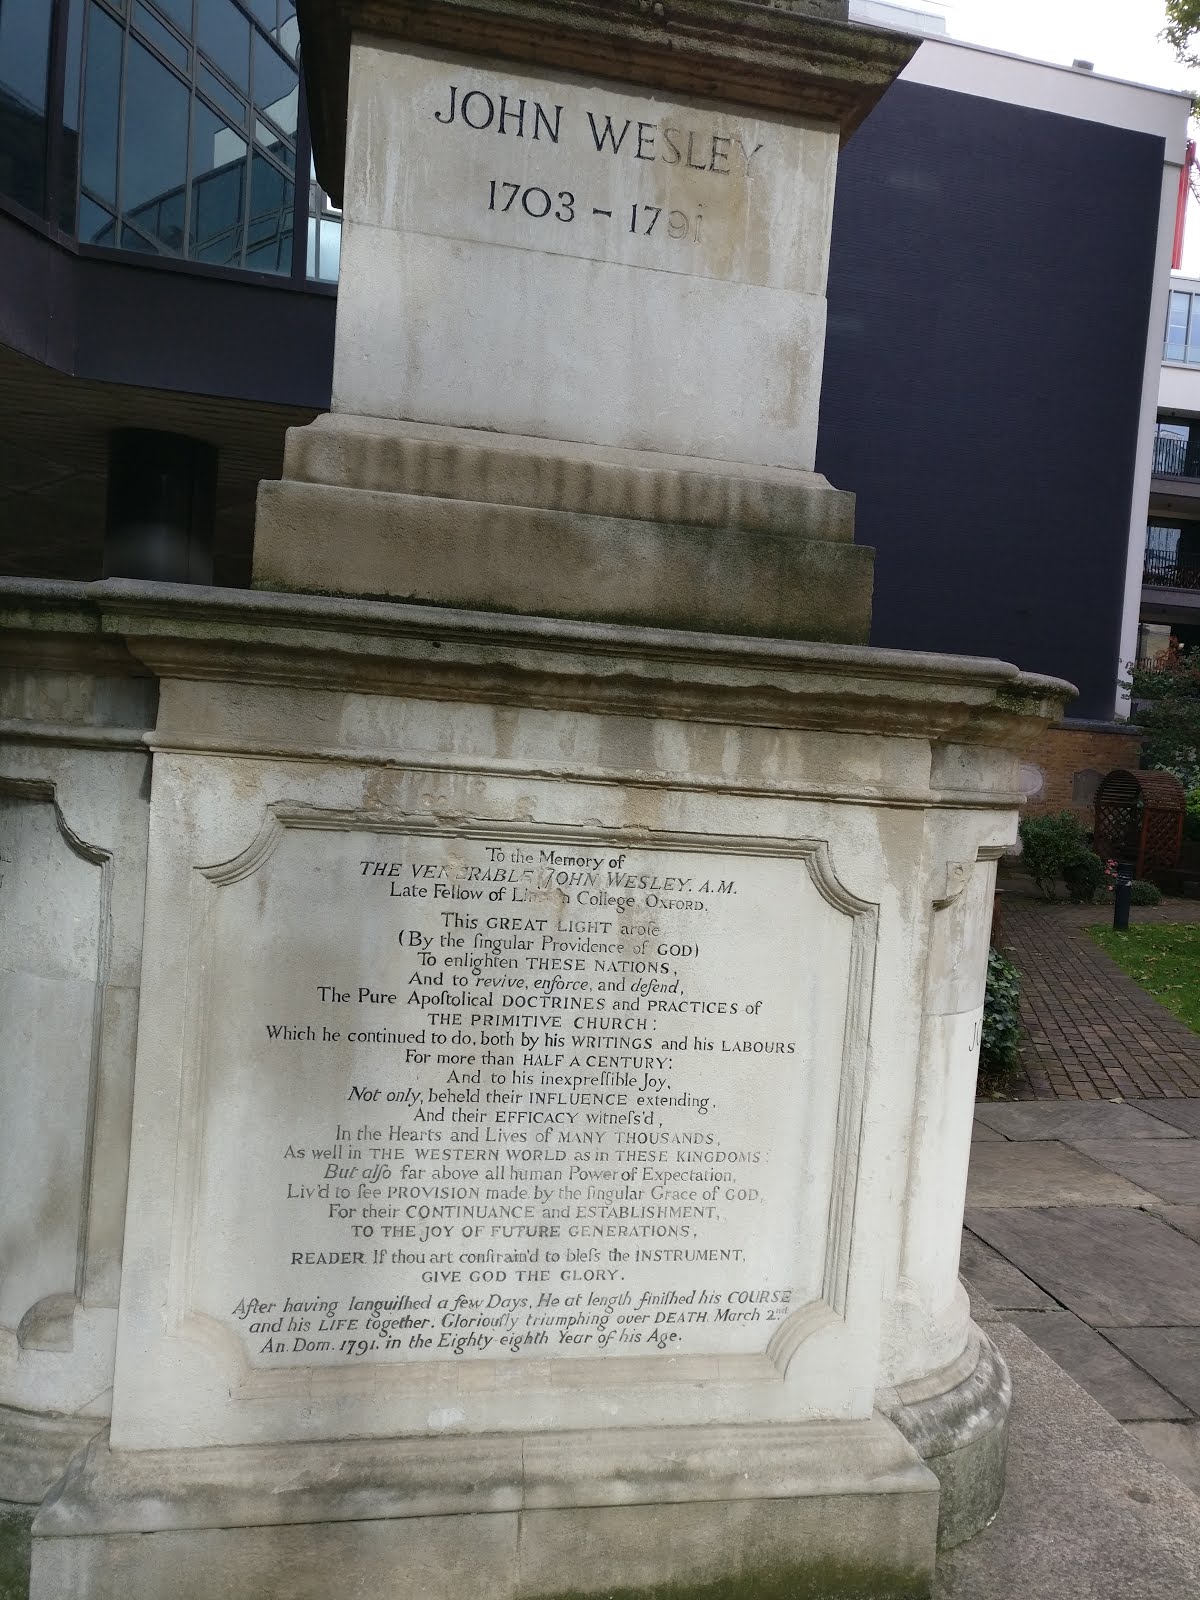 JOHN WESLEY
1703 – 1791
To the Memory of
THE VENERABLE JOHN WESLEY. A.M.
Late Fellow of Lincoln College, OXFORD.
This GREAT LIGHT aroſe
(By the ſingular Providence of GOD)
To enlighten THESE NATIONS,
And to revive, enforce, and defend,
The Pure Apoſtolical DOCTRINES and PRACTICES of
THE PRIMITIVE CHURCH:
Which he continued to do, both by his WRITINGS and his LABOURS
For more than HALF A CENTURY:
And to his inexpreſſible Joy,
Not only, beheld their INFLUENCE extending,
And their EFFICACY witneſs'd,
In the Hearts and Lives of MANY THOUSANDS,
As well in THE WESTERN WORLD as in THESE KINGDOMS:
But alſo far above all human Power of Expectation,
Liv'd to ſee PROVISION made by the ſingular Grace of GOD,
For their CONTINUANCE and ESTABLISHMENT,
TO THE JOY OF FUTURE GENERATIONS,
READER If thou art conſtrain'd to bleſs the INSTRUMENT,
GIVE GOD THE GLORY.
After having languiſhed a few Days, He at length finiſhed his COURSE
and his LIFE together. Gloriouſly triumphing over DEATH March 2.nd
An. Dom. 1791. in the Eighty eighth Year of his Age.